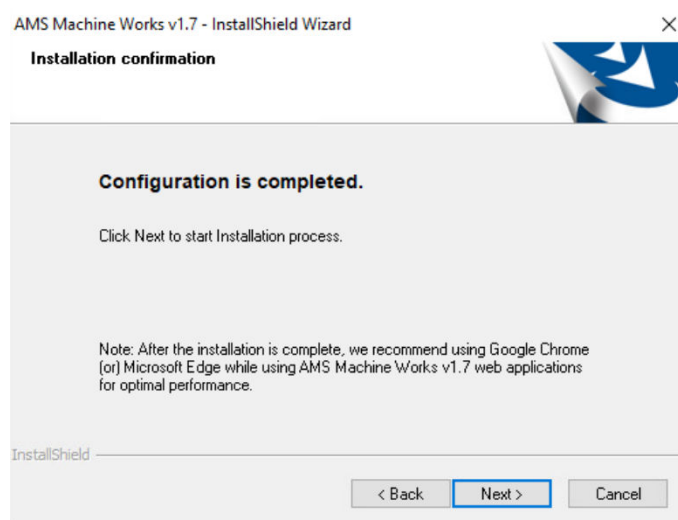 AMS Machine Works v1.7 - InstallShield Wizard
Installation confirmation
Configuration is completed.
Click Next to start Installation process.
Note: After the installation is complete, we recommend using Google Chrome
(or) Microsoft Edge while using AMS Machine Works v1.7 web applications
for optimal performance.
InstallShield
< Back
Next >
Cancel